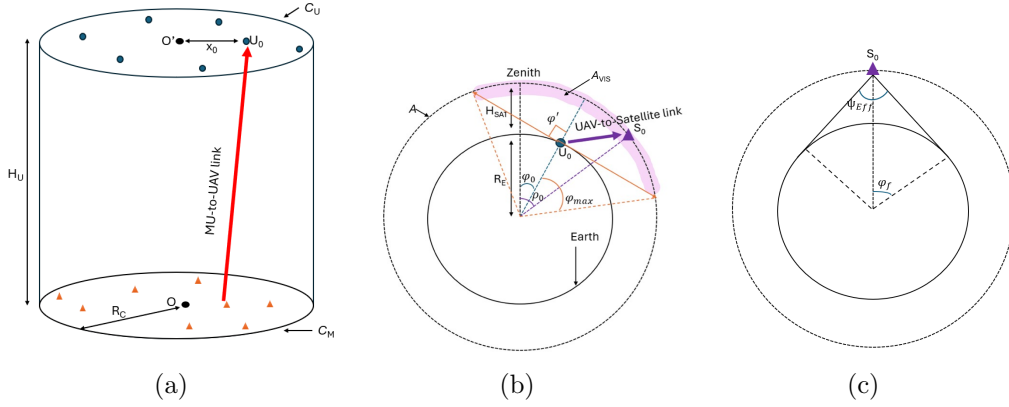 C_U
O'
x_0
U_0
H_U
MU-to-UAV link
O
R_C
C_M
(a)
Zenith
A_VIS
A
H_SAT
φ'
UAV-to-Satellite link
S_0
U_0
R_E
φ_0
ρ_0
φ_max
Earth
(b)
S_0
Ψ_Eff
φ_f
(c)